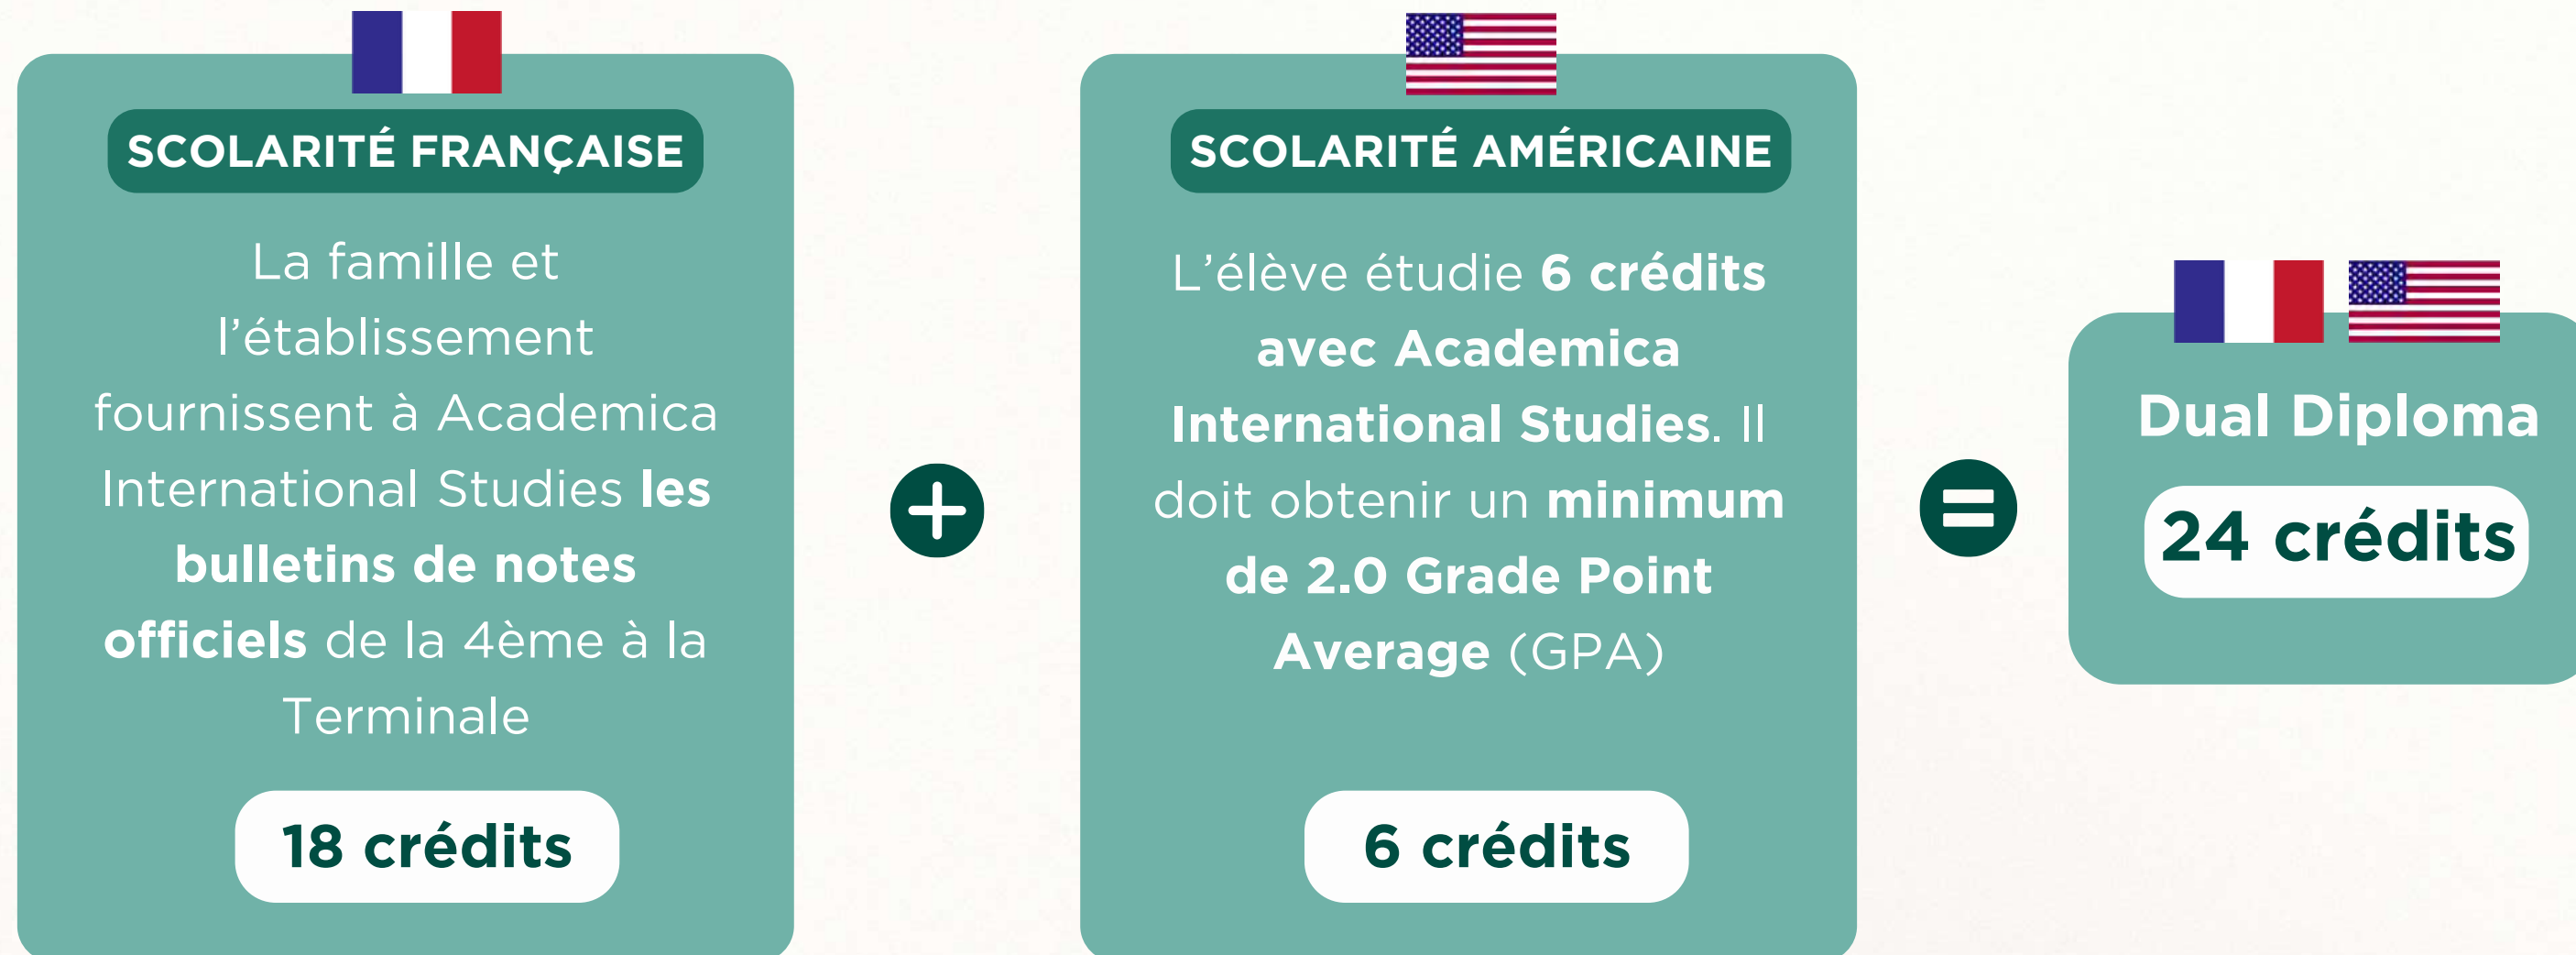 SCOLARITÉ FRANÇAISE
La famille et
l’établissement
fournissent à Academica
International Studies les
bulletins de notes
officiels de la 4ème à la
Terminale
18 crédits
SCOLARITÉ AMÉRICAINE
L’élève étudie 6 crédits
avec Academica
International Studies. Il
doit obtenir un minimum
de 2.0 Grade Point
Average (GPA)
6 crédits
Dual Diploma
24 crédits